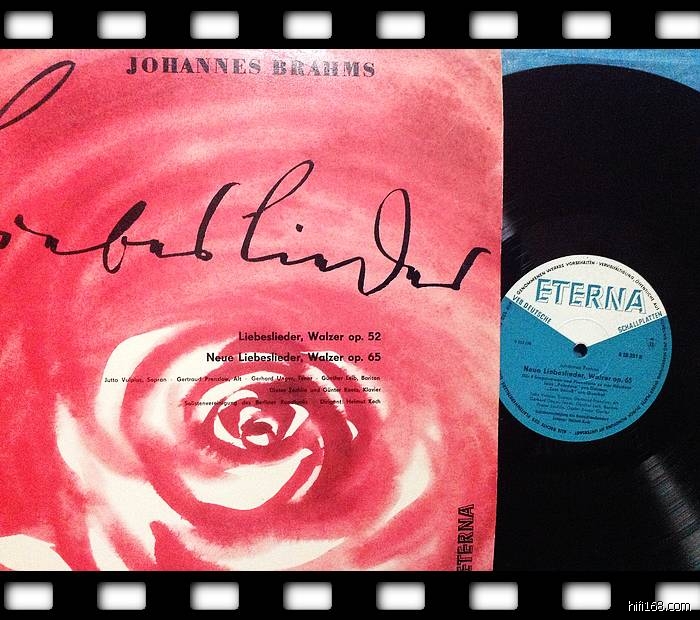 JOHANNES BRAHMS
Liebeslieder
Liebeslieder, Walzer op. 52
Neue Liebeslieder, Walzer op. 65
Jutta Vulpius, Sopran · Gertraud Prenzlow, Alt · Gerhard Unger, Tenor · Günther Leib, Bariton
Dieter Zechlin und Günter Kootz, Klavier
Solistenvereinigung des Berliner Rundfunks · Dirigent: Helmut Koch
ETERNA
ETERNA
VEB DEUTSCHE
SCHALLPLATTEN
Johannes Brahms
Neue Liebeslieder, Walzer op. 65
hifi168.com